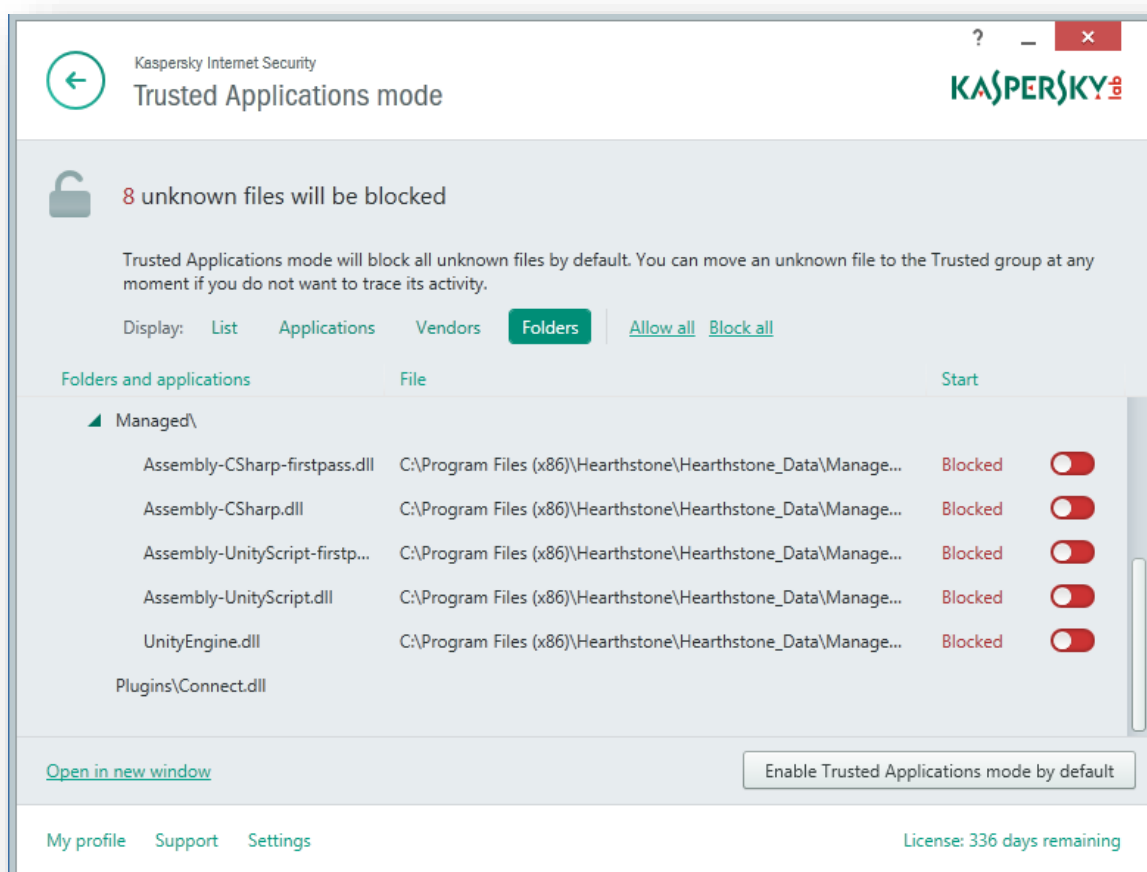 ?
Kaspersky Internet Security
Trusted Applications mode
KASPERSKY lab
8 unknown files will be blocked
Trusted Applications mode will block all unknown files by default. You can move an unknown file to the Trusted group at any
moment if you do not want to trace its activity.
Display: List Applications Vendors Folders Allow all Block all
Folders and applications File Start
Managed\
Assembly-CSharp-firstpass.dll C:\Program Files (x86)\Hearthstone\Hearthstone_Data\Manage... Blocked
Assembly-CSharp.dll C:\Program Files (x86)\Hearthstone\Hearthstone_Data\Manage... Blocked
Assembly-UnityScript-firstp... C:\Program Files (x86)\Hearthstone\Hearthstone_Data\Manage... Blocked
Assembly-UnityScript.dll C:\Program Files (x86)\Hearthstone\Hearthstone_Data\Manage... Blocked
UnityEngine.dll C:\Program Files (x86)\Hearthstone\Hearthstone_Data\Manage... Blocked
Plugins\Connect.dll
Open in new window Enable Trusted Applications mode by default
My profile Support Settings License: 336 days remaining